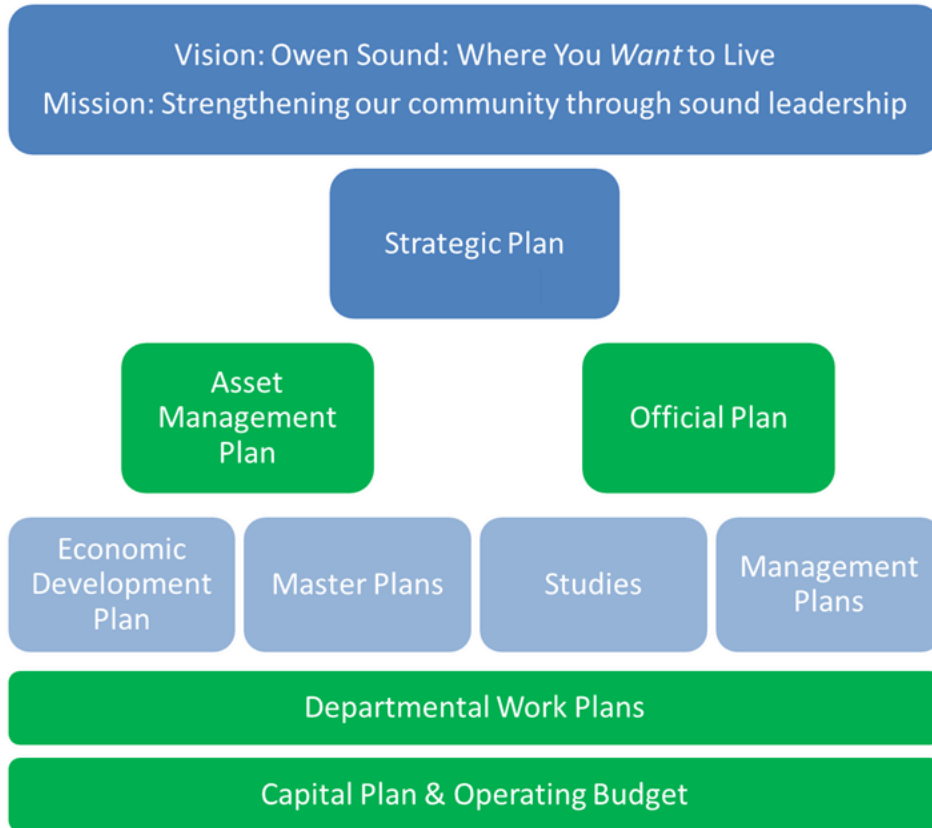 Vision: Owen Sound: Where You Want to Live
Mission: Strengthening our community through sound leadership
Strategic Plan
Asset
Management
Plan
Official Plan
Economic
Development
Plan
Master Plans
Studies
Management
Plans
Departmental Work Plans
Capital Plan & Operating Budget